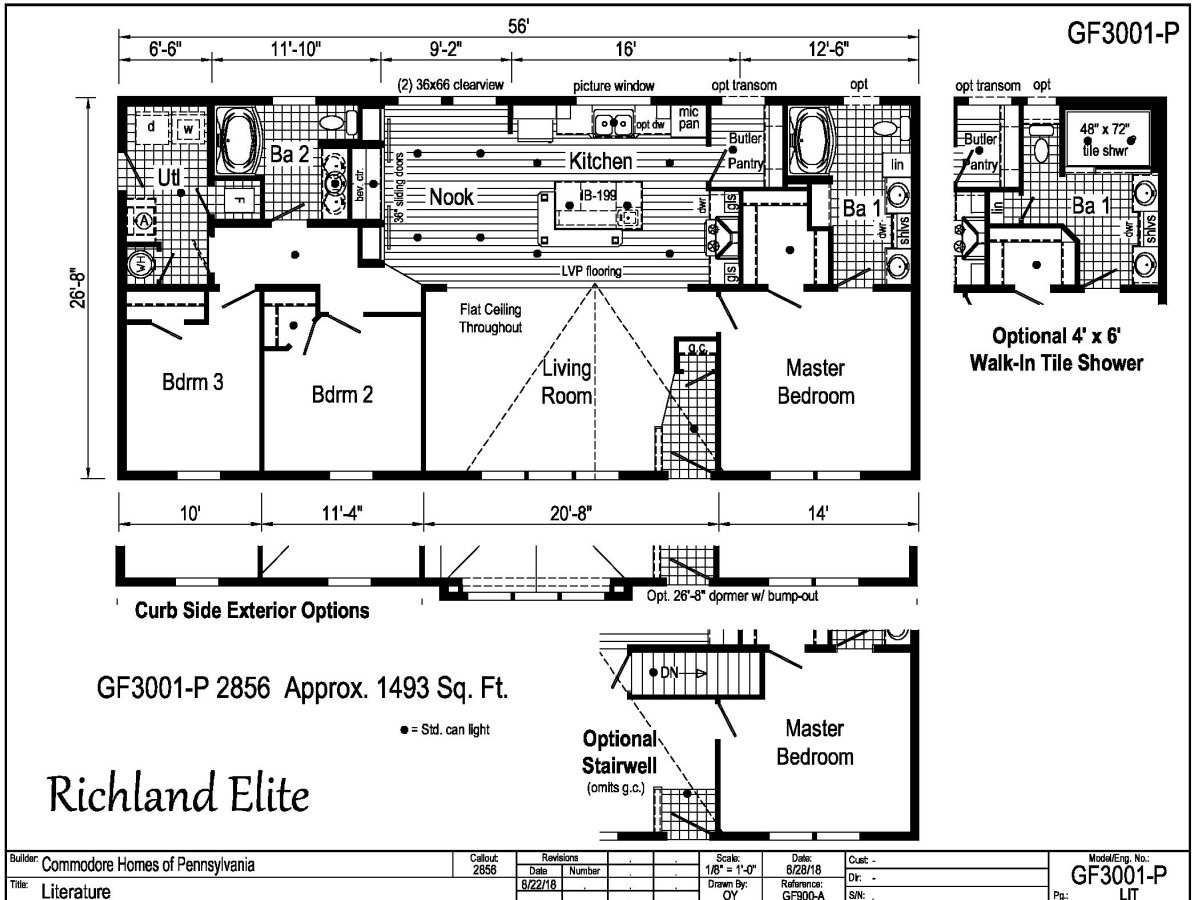 56'
GF3001-P
6'-6" 11'-10" 9'-2" 16' 12'-6"
(2) 36x66 clearview picture window opt transom opt
opt transom opt
26'-8"
d w
Ba 2
opt dw
mic
pan
Butler
Pantry
lin
Utl
F
A
WH
bev. ctr.
36" sliding doors
Nook
Kitchen
IB-199
dwr
gls
gls
Ba 1
dwr
shlvs
LVP flooring
48" x 72"
tile shwr
Butler
Pantry
lin
Ba 1
dwr
shlvs
Optional 4' x 6'
Walk-In Tile Shower
Flat Ceiling
Throughout
g.c.
Bdrm 3
Bdrm 2
Living
Room
Master
Bedroom
10' 11'-4" 20'-8" 14'
Curb Side Exterior Options
Opt. 26'-8" dormer w/ bump-out
GF3001-P 2856 Approx. 1493 Sq. Ft.
● = Std. can light
DN
Optional
Stairwell
(omits g.c.)
Master
Bedroom
Richland Elite
Builder: Commodore Homes of Pennsylvania
Title: Literature
Callout:
2856
Revisions
Date Number
8/22/18
Scale:
1/8" = 1'-0"
Drawn By:
OY
Date:
8/28/18
Reference:
GF900-A
Cust: -
Dlr: -
S/N: .
Model/Eng. No.:
GF3001-P
Pg.: LIT